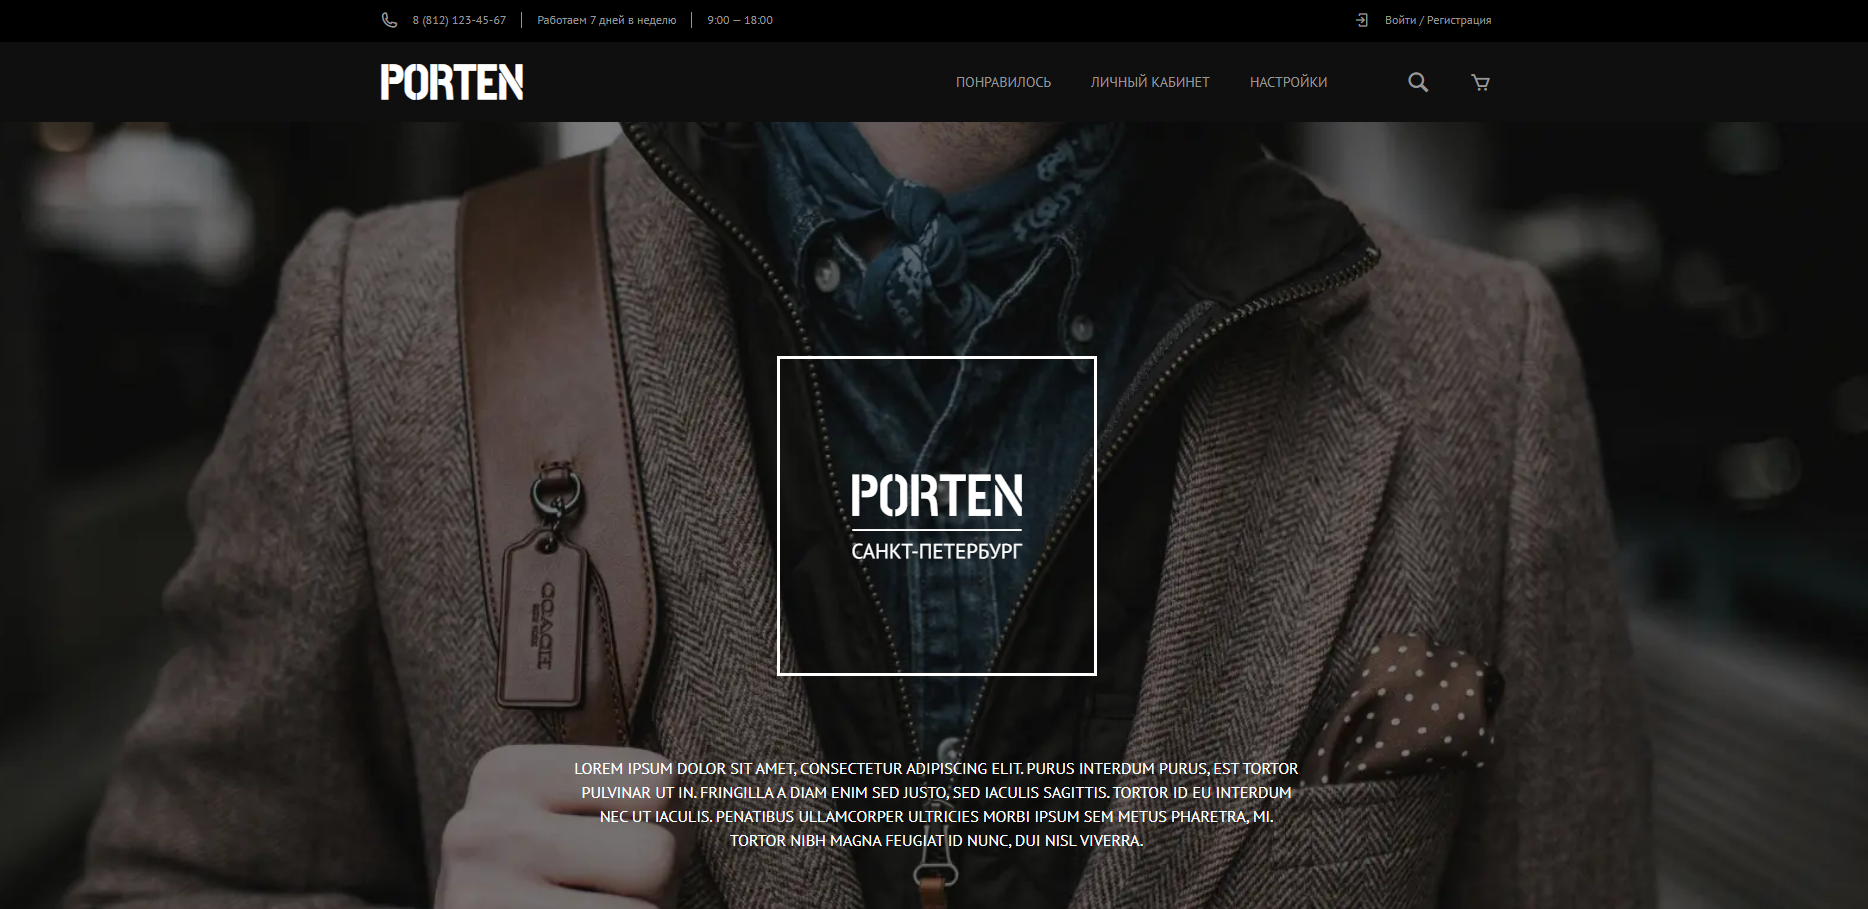 8 (812) 123-45-67
Работаем 7 дней в неделю
9:00 — 18:00
Войти / Регистрация
PORTEN
ПОНРАВИЛОСЬ
ЛИЧНЫЙ КАБИНЕТ
НАСТРОЙКИ
PORTEN
САНКТ-ПЕТЕРБУРГ
COACH
LOREM IPSUM DOLOR SIT AMET, CONSECTETUR ADIPISCING ELIT. PURUS INTERDUM PURUS, EST TORTOR
PULVINAR UT IN. FRINGILLA A DIAM ENIM SED JUSTO, SED IACULIS SAGITTIS. TORTOR ID EU INTERDUM
NEC UT IACULIS. PENATIBUS ULLAMCORPER ULTRICIES MORBI IPSUM SEM METUS PHARETRA, MI.
TORTOR NIBH MAGNA FEUGIAT ID NUNC, DUI NISL VIVERRA.